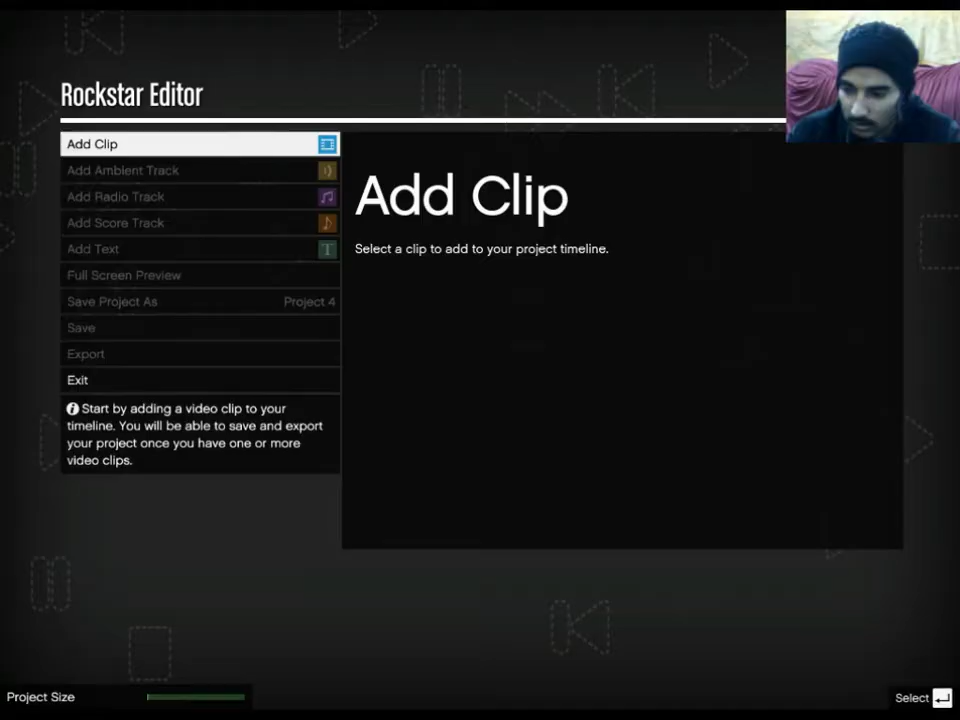 Rockstar Editor
Add Clip
Add Ambient Track
Add Radio Track
Add Score Track
Add Text
Full Screen Preview
Save Project As Project 4
Save
Export
Exit
Start by adding a video clip to your
timeline. You will be able to save and export
your project once you have one or more
video clips.
Add Clip
Select a clip to add to your project timeline.
Project Size
Select